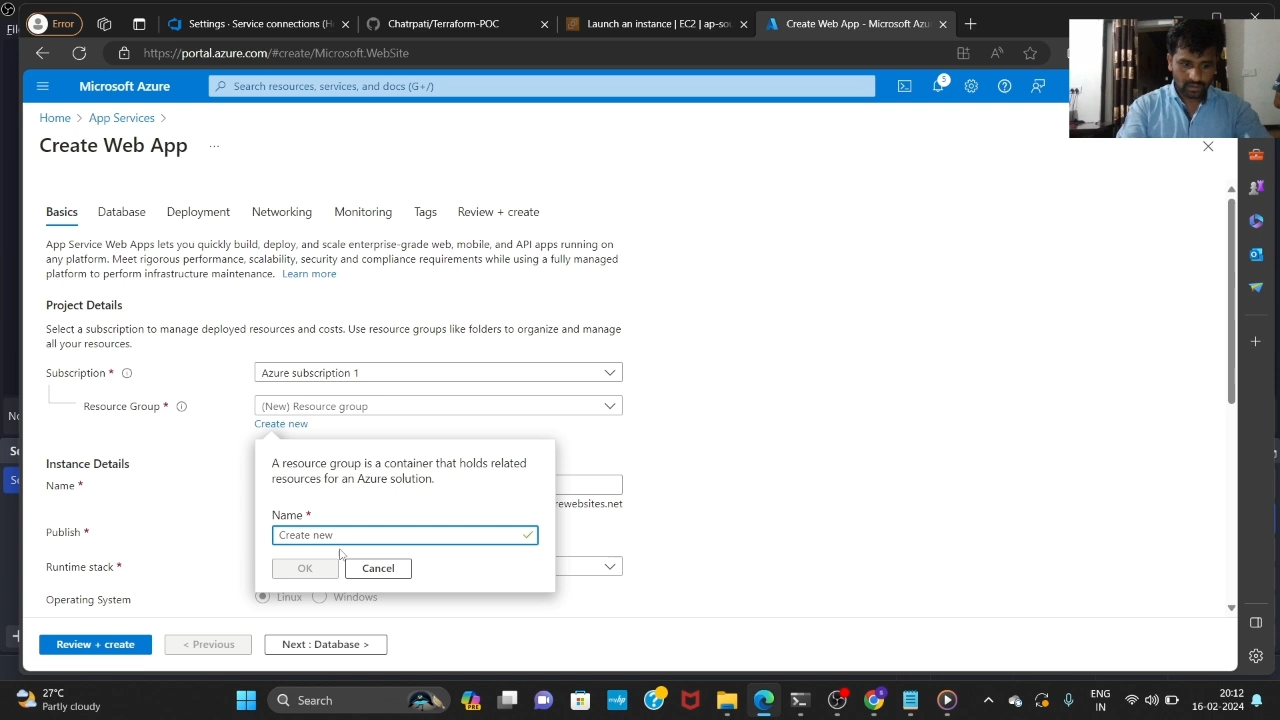 Error
Settings · Service connections (H
Chatrpati/Terraform-POC
Launch an instance | EC2 | ap-so
Create Web App - Microsoft Azu
https://portal.azure.com/#create/Microsoft.WebSite
Microsoft Azure
Search resources, services, and docs (G+/)
5
Home > App Services >
Create Web App
...
Basics
Database
Deployment
Networking
Monitoring
Tags
Review + create
App Service Web Apps lets you quickly build, deploy, and scale enterprise-grade web, mobile, and API apps running on
any platform. Meet rigorous performance, scalability, security and compliance requirements while using a fully managed
platform to perform infrastructure maintenance. Learn more
Project Details
Select a subscription to manage deployed resources and costs. Use resource groups like folders to organize and manage
all your resources.
Subscription *
Azure subscription 1
Resource Group *
(New) Resource group
Create new
A resource group is a container that holds related
resources for an Azure solution.
Name *
Create new
OK
Cancel
Instance Details
Name *
rewebsites.net
Publish *
Runtime stack *
Operating System
Linux
Windows
Review + create
< Previous
Next : Database >
27°C
Partly cloudy
Search
ENG
IN
20:12
16-02-2024